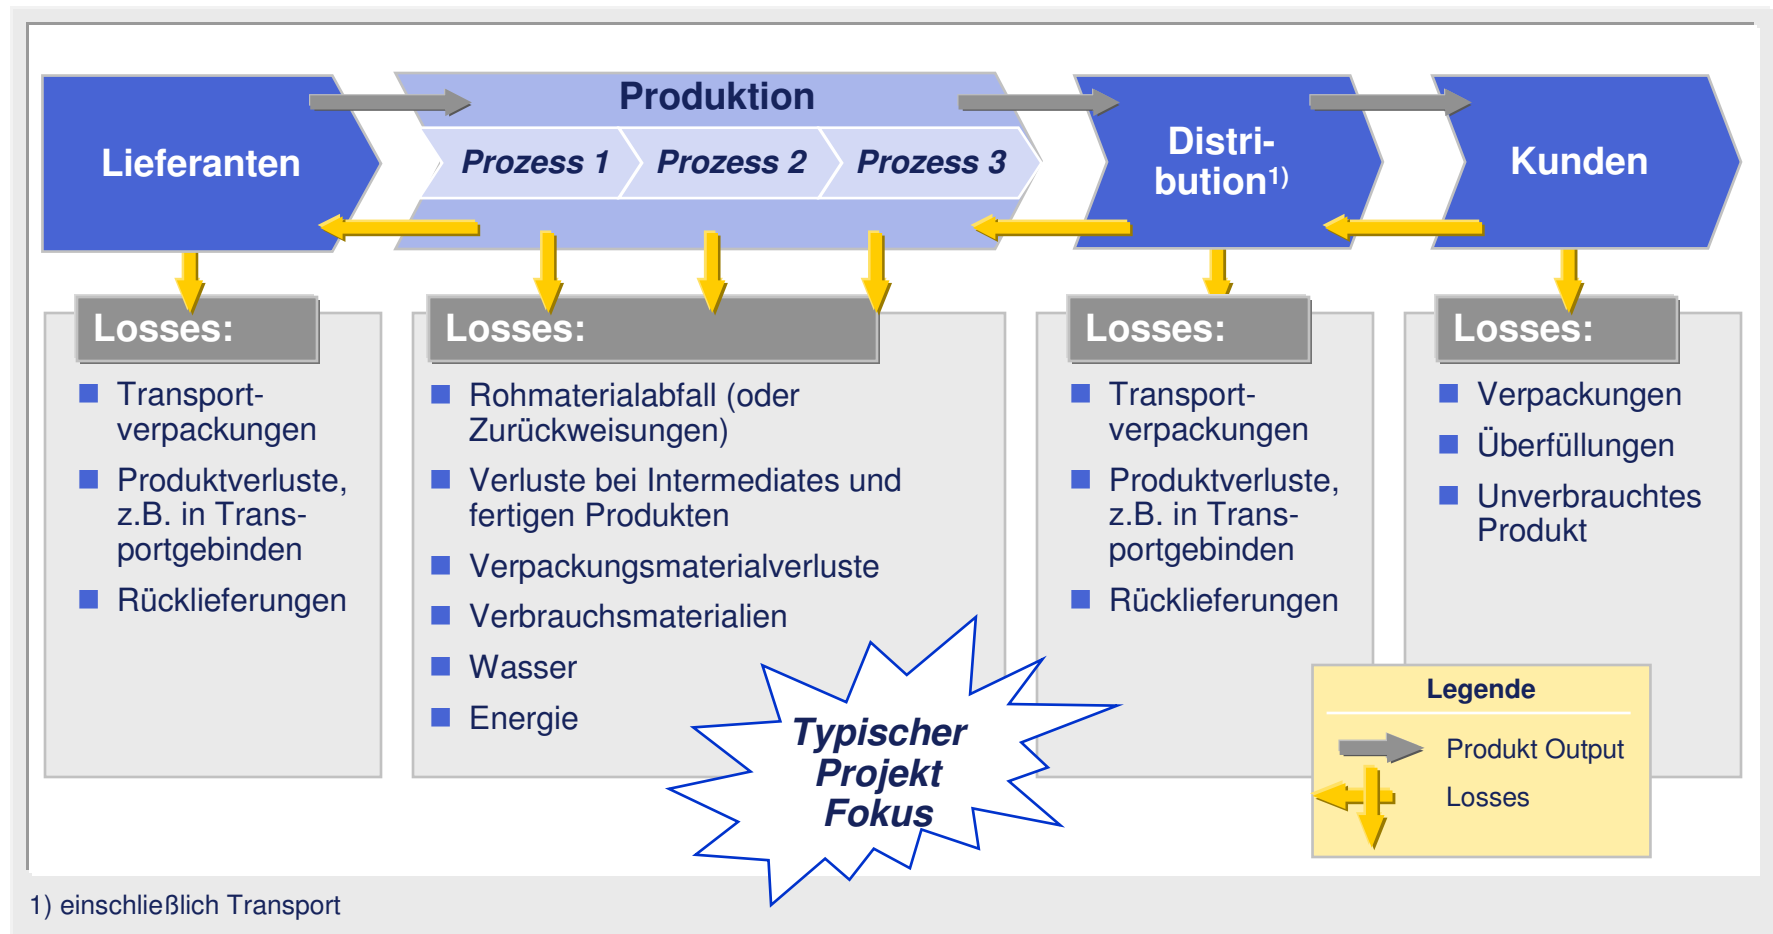 Lieferanten
Produktion
Prozess 1
Prozess 2
Prozess 3
Distri-
bution1)
Kunden
Losses:
Transport-
verpackungen
Produktverluste,
z.B. in Trans-
portgebinden
Rücklieferungen
Losses:
Rohmaterialabfall (oder
Zurückweisungen)
Verluste bei Intermediates und
fertigen Produkten
Verpackungsmaterialverluste
Verbrauchsmaterialien
Wasser
Energie
Typischer
Projekt
Fokus
Losses:
Transport-
verpackungen
Produktverluste,
z.B. in Trans-
portgebinden
Rücklieferungen
Losses:
Verpackungen
Überfüllungen
Unverbrauchtes
Produkt
Legende
Produkt Output
Losses
1) einschließlich Transport